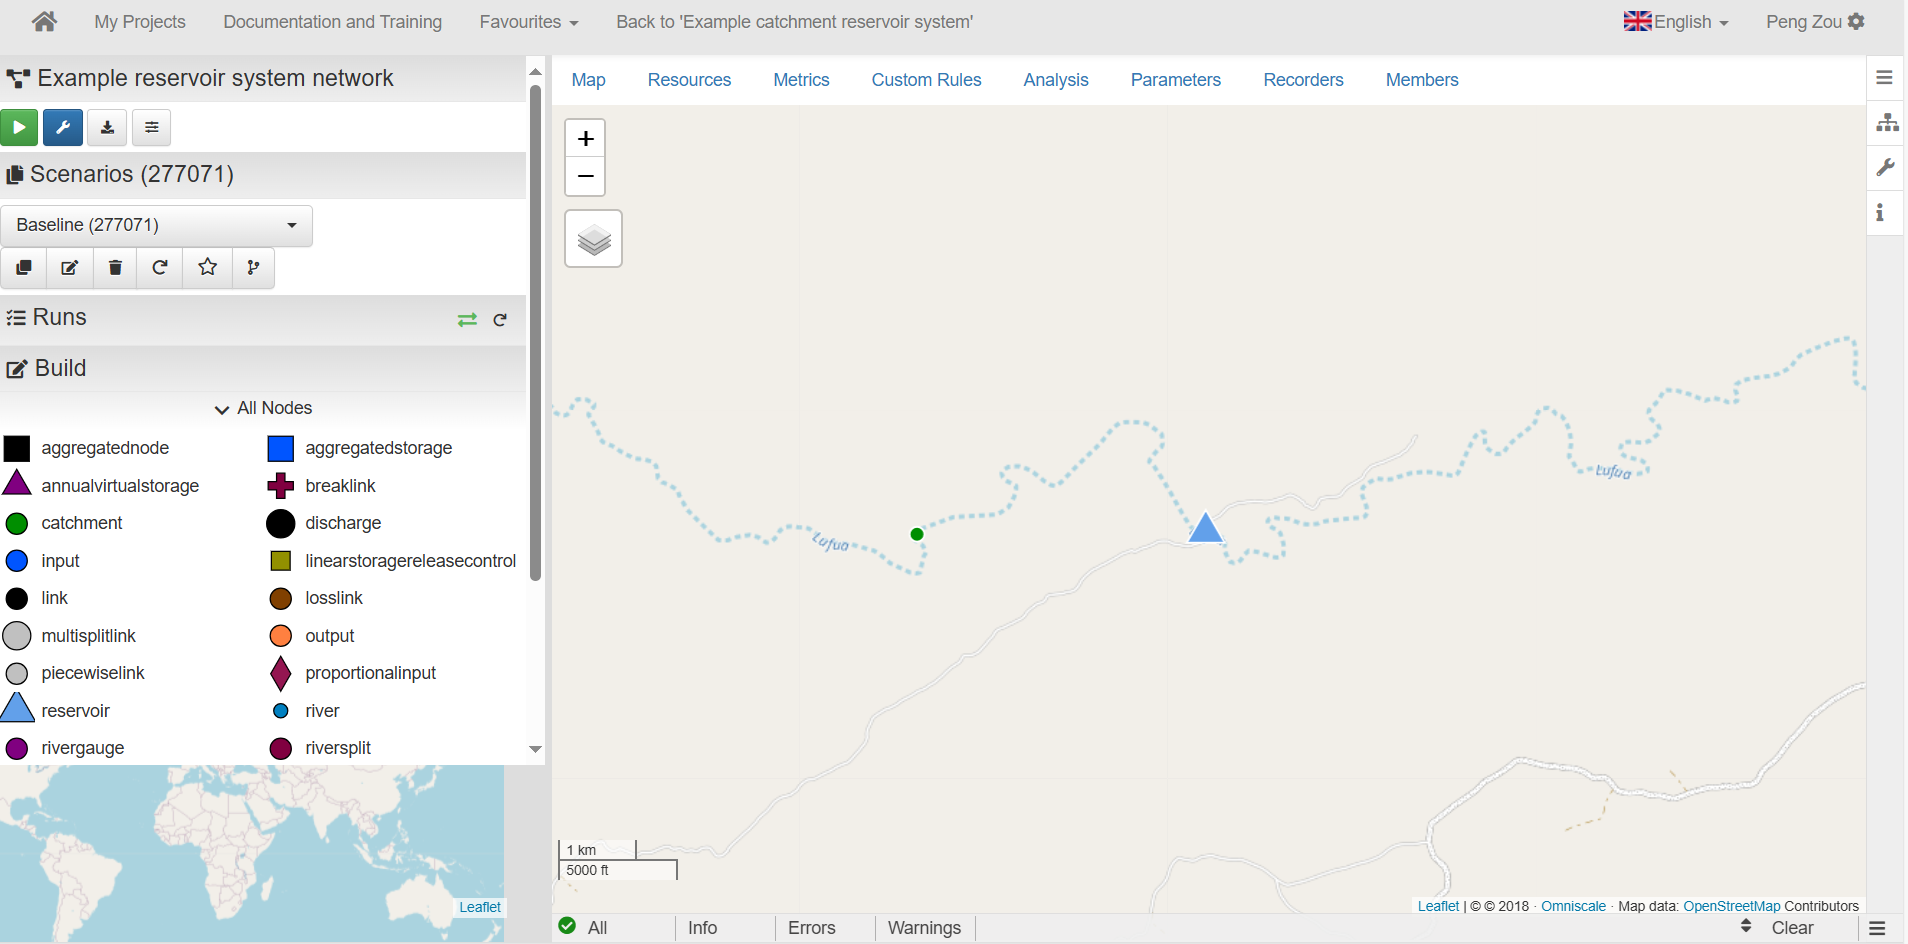 My Projects Documentation and Training Favourites Back to 'Example catchment reservoir system' English Peng Zou
Example reservoir system network
Scenarios (277071)
Baseline (277071)
Runs
Build
All Nodes
aggregatednode aggregatedstorage
annualvirtualstorage breaklink
catchment discharge
input linearstoragereleasecontrol
link losslink
multisplitlink output
piecewiselink proportionalinput
reservoir river
rivergauge riversplit
Leaflet
Map Resources Metrics Custom Rules Analysis Parameters Recorders Members
+
−
Lufua
Lufua
1 km
5000 ft
Leaflet | © © 2018 · Omniscale · Map data: OpenStreetMap Contributors
All Info Errors Warnings Clear